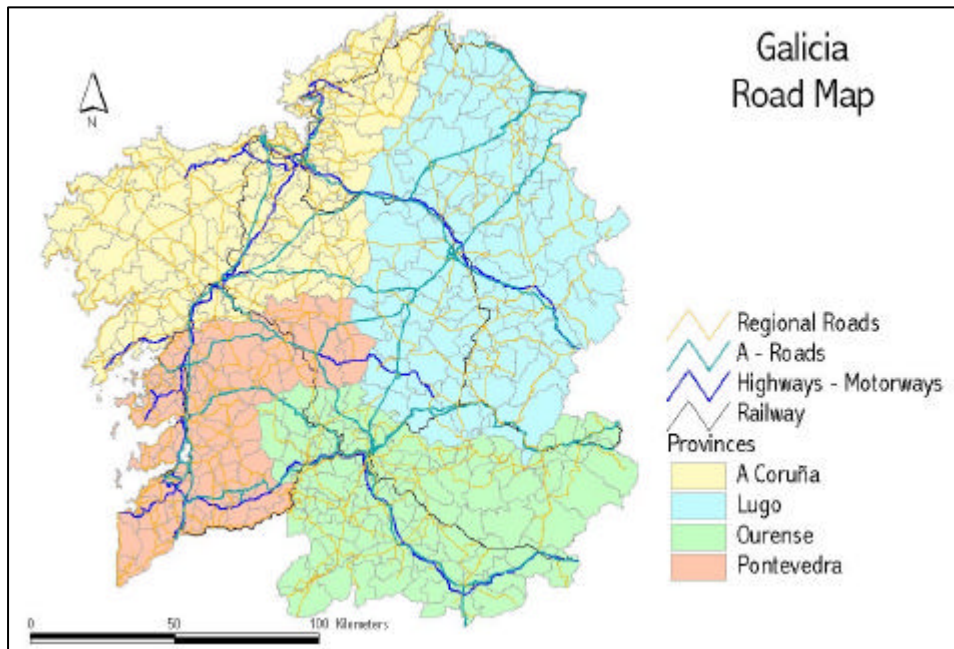 Galicia
Road Map
N
Regional Roads
A - Roads
Highways - Motorways
Railway
Provinces
A Coruña
Lugo
Ourense
Pontevedra
0 50 100 Kilometers